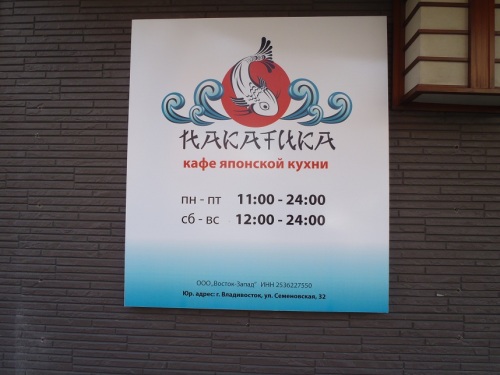 НАКАТИКА
кафе японской кухни
пн - пт 11:00 - 24:00
сб - вс 12:00 - 24:00
ООО „Восток-Запад" ИНН 2536227550
Юр. адрес: г. Владивосток, ул. Семеновская, 32